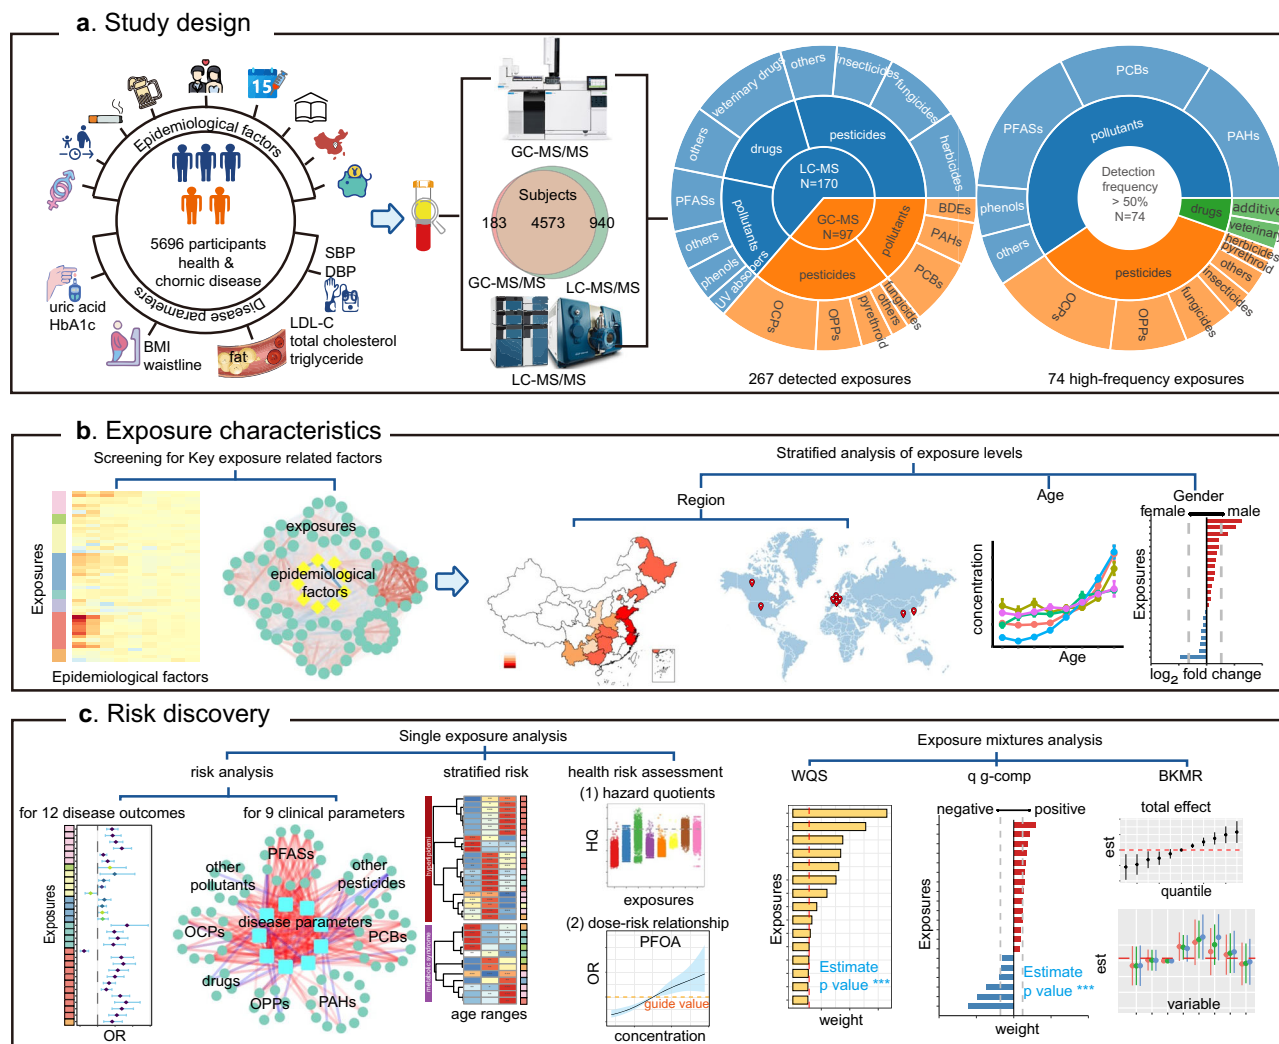 a. Study design
Epidemiological factors
15
5696 participants
health &
chornic disease
Disease parameters
uric acid
HbA1c
BMI
waistline
fat
LDL-C
total cholesterol
triglyceride
SBP
DBP
GC-MS/MS
Subjects
183
4573
940
GC-MS/MS
LC-MS/MS
LC-MS/MS
LC-MS
N=170
GC-MS
N=97
drugs
pesticides
pollutants
pesticides
pollutants
veterinary drugs
others
insecticides
fungicides
herbicides
others
PFASs
others
phenols
UV absobers
BDEs
PAHs
PCBs
fungicides
others
pyrethroid
OPPs
OCPs
267 detected exposures
Detection
frequency
> 50%
N=74
pollutants
drugs
pesticides
PCBs
PAHs
PFASs
phenols
others
additive
veterinary
herbicides
pyrethroid
others
insecticides
fungicides
OPPs
OCPs
74 high-frequency exposures
b. Exposure characteristics
Screening for Key exposure related factors
Exposures
Epidemiological factors
exposures
epidemiological
factors
Stratified analysis of exposure levels
Region
Age
concentration
Age
Gender
female
male
Exposures
log2 fold change
c. Risk discovery
Single exposure analysis
risk analysis
for 12 disease outcomes
Exposures
OR
for 9 clinical parameters
PFASs
other
pollutants
other
pesticides
disease parameters
OCPs
PCBs
drugs
OPPs
PAHs
stratified risk
metabolic syndrome
age ranges
health risk assessment
(1) hazard quotients
HQ
exposures
(2) dose-risk relationship
PFOA
OR
guide value
concentration
Exposure mixtures analysis
WQS
Exposures
Estimate
p value ***
weight
q g-comp
negative
positive
Exposures
Estimate
p value ***
weight
BKMR
total effect
est
quantile
est
variable